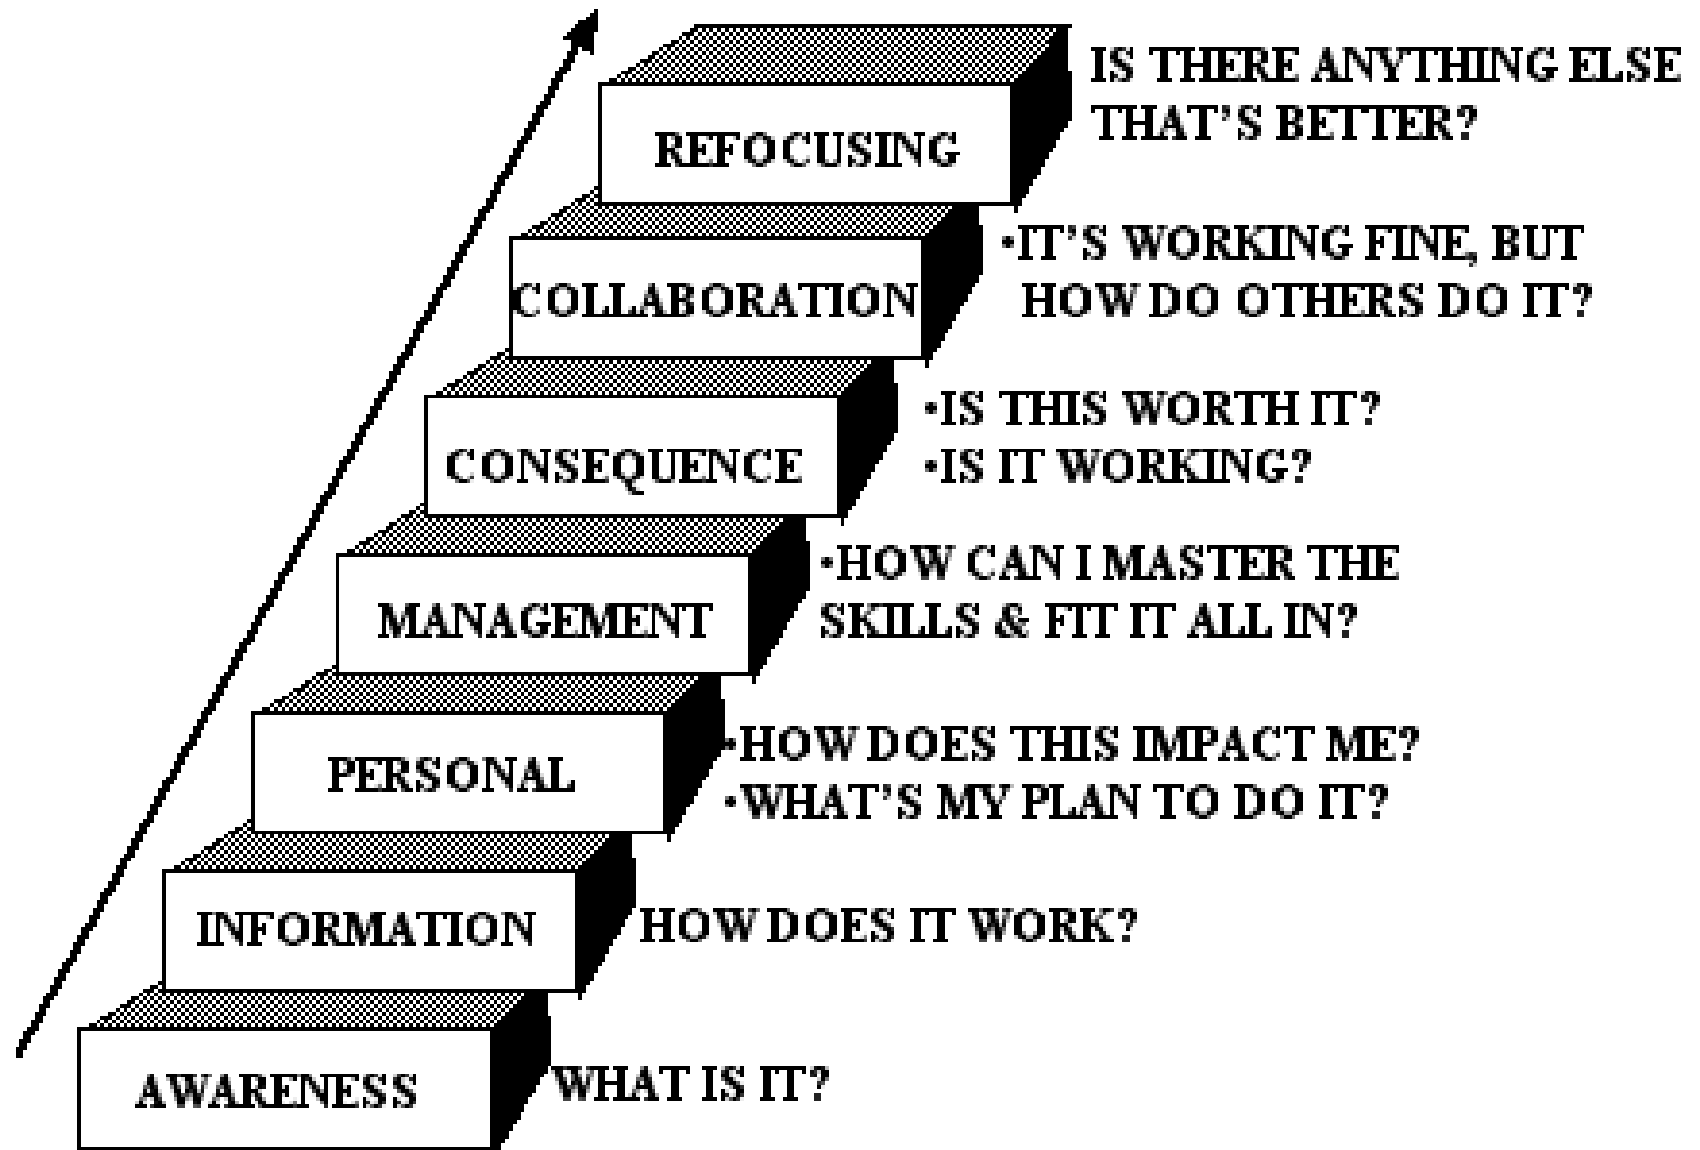 REFOCUSING
IS THERE ANYTHING ELSE
THAT’S BETTER?
COLLABORATION
•IT’S WORKING FINE, BUT
HOW DO OTHERS DO IT?
CONSEQUENCE
•IS THIS WORTH IT?
•IS IT WORKING?
MANAGEMENT
•HOW CAN I MASTER THE
SKILLS & FIT IT ALL IN?
PERSONAL
•HOW DOES THIS IMPACT ME?
•WHAT’S MY PLAN TO DO IT?
INFORMATION
HOW DOES IT WORK?
AWARENESS
WHAT IS IT?